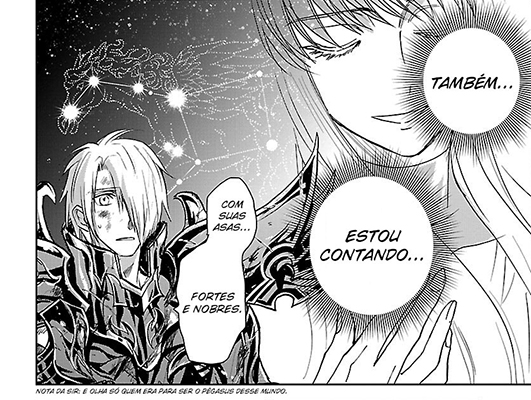 TAMBÉM...
ESTOU
CONTANDO...
COM
SUAS
ASAS...
FORTES
E NOBRES.
NOTA DA SIR: E OLHA SÓ QUEM ERA PARA SER O PÉGASUS DESSE MUNDO.